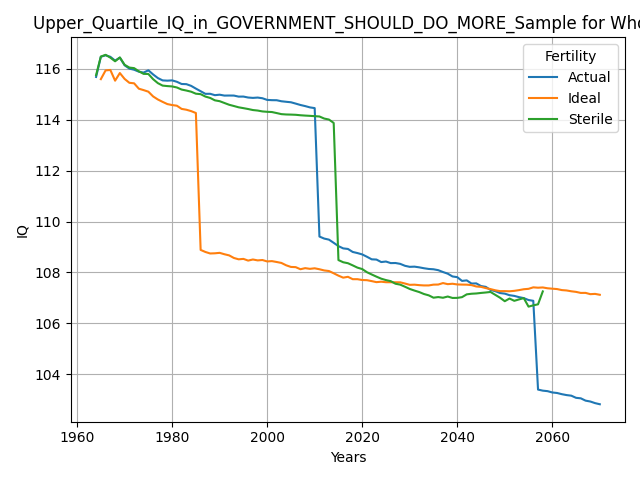 Upper_Quartile_IQ_in_GOVERNMENT_SHOULD_DO_MORE_Sample for Who
Fertility
Actual
Ideal
Sterile
116
114
112
110
108
106
104
IQ
1960 1980 2000 2020 2040 2060
Years